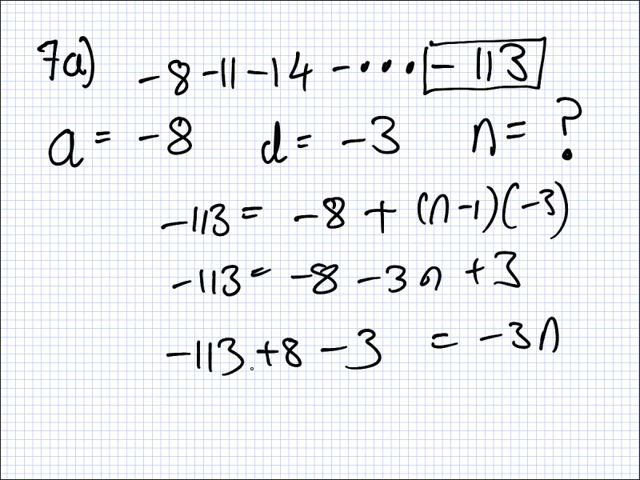 7a) -8 -11 -14 - .... - 113
a = -8 d = -3 n = ?
-113 = -8 + (n-1)(-3)
-113 = -8 - 3n + 3
-113 + 8 - 3 = -3n